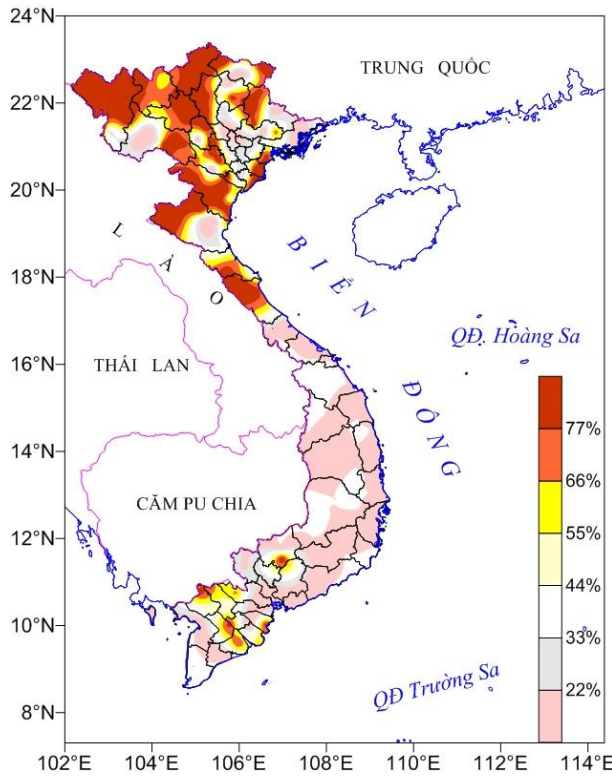 24°N
22°N
20°N
18°N
16°N
14°N
12°N
10°N
8°N
TRUNG QUỐC
LÀO
BIỂN ĐÔNG
QĐ. Hoàng Sa
THÁI LAN
CĂM PU CHIA
QĐ Trường Sa
77%
66%
55%
44%
33%
22%
102°E 104°E 106°E 108°E 110°E 112°E 114°E